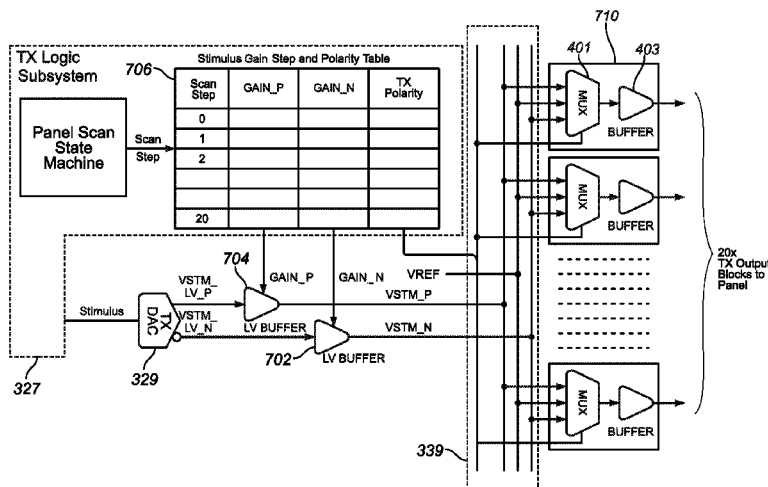 TX Logic
Subsystem
706
Stimulus Gain Step and Polarity Table
Scan
Step
GAIN_P
GAIN_N
TX
Polarity
0
1
2
20
Panel Scan
State
Machine
Scan
Step
710
401
403
MUX
BUFFER
MUX
BUFFER
MUX
BUFFER
20x
TX Output
Blocks to
Panel
704
GAIN_P
GAIN_N
VREF
VSTM_
LV_P
VSTM_P
Stimulus
TX
DAC
VSTM_
LV_N
LV BUFFER
VSTM_N
702
LV BUFFER
329
327
339